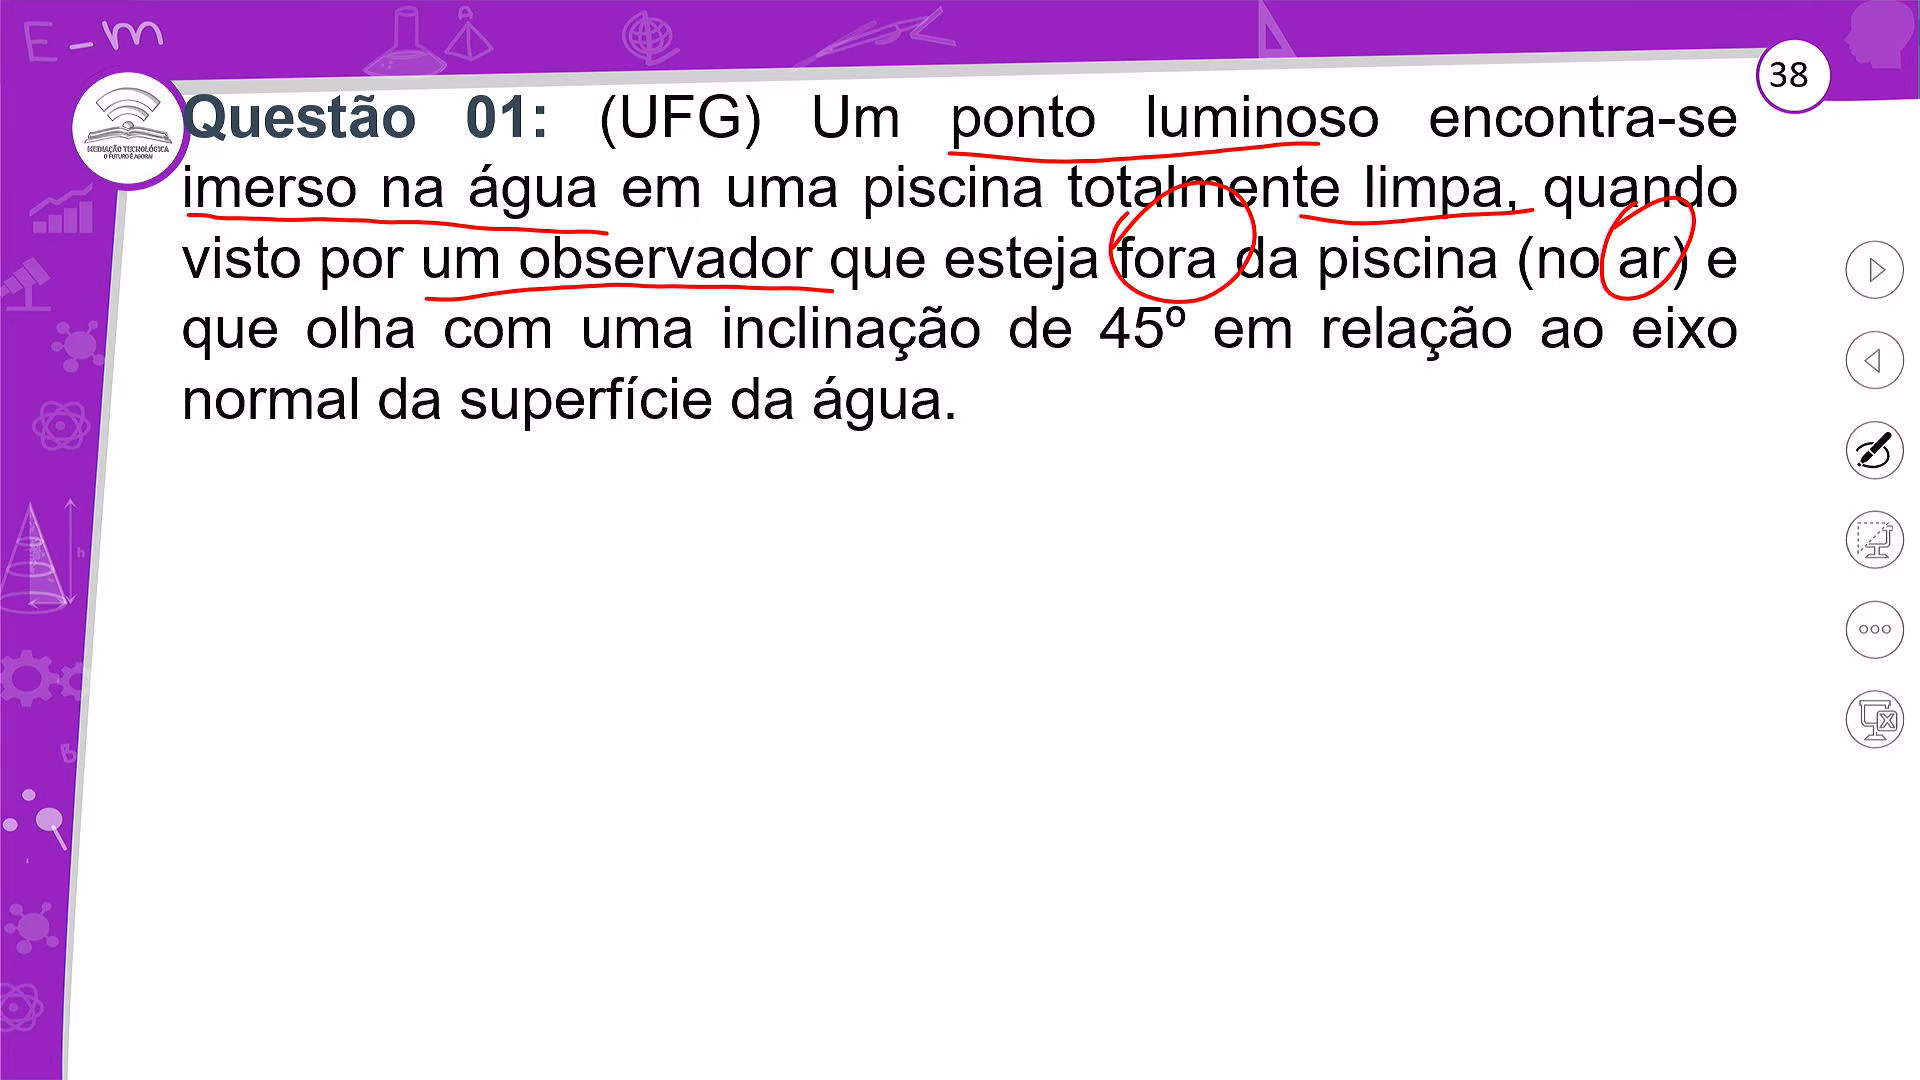 E-m
38
MEDIAÇÃO TECNOLÓGICA
O FUTURO É AGORA!
Questão 01: (UFG) Um ponto luminoso encontra-se
imerso na água em uma piscina totalmente limpa, quando
visto por um observador que esteja fora da piscina (no ar) e
que olha com uma inclinação de 45º em relação ao eixo
normal da superfície da água.
h
B